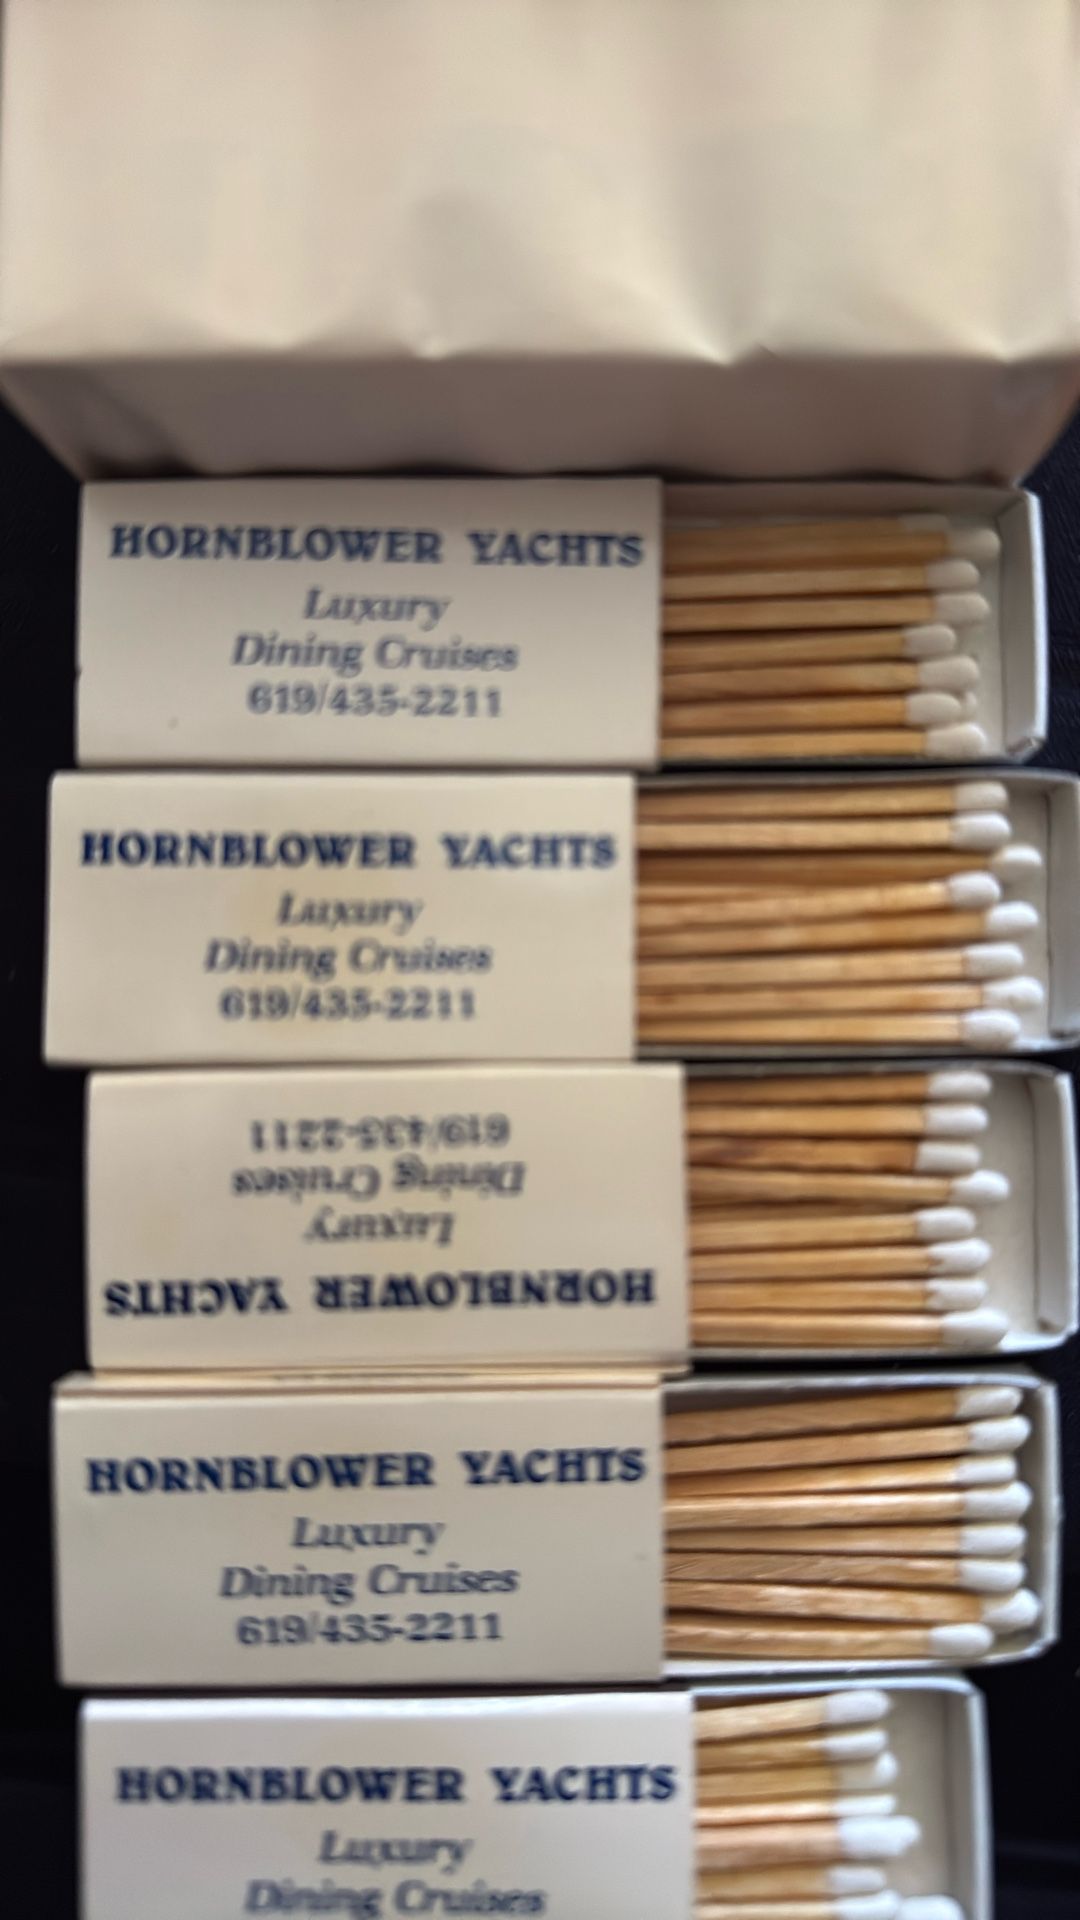 HORNBLOWER YACHTS
Luxury
Dining Cruises
619/435-2211
HORNBLOWER YACHTS
Luxury
Dining Cruises
619/435-2211
HORNBLOWER YACHTS
Luxury
Dining Cruises
619/435-2211
HORNBLOWER YACHTS
Luxury
Dining Cruises
619/435-2211
HORNBLOWER YACHTS
Luxury
Dining Cruises